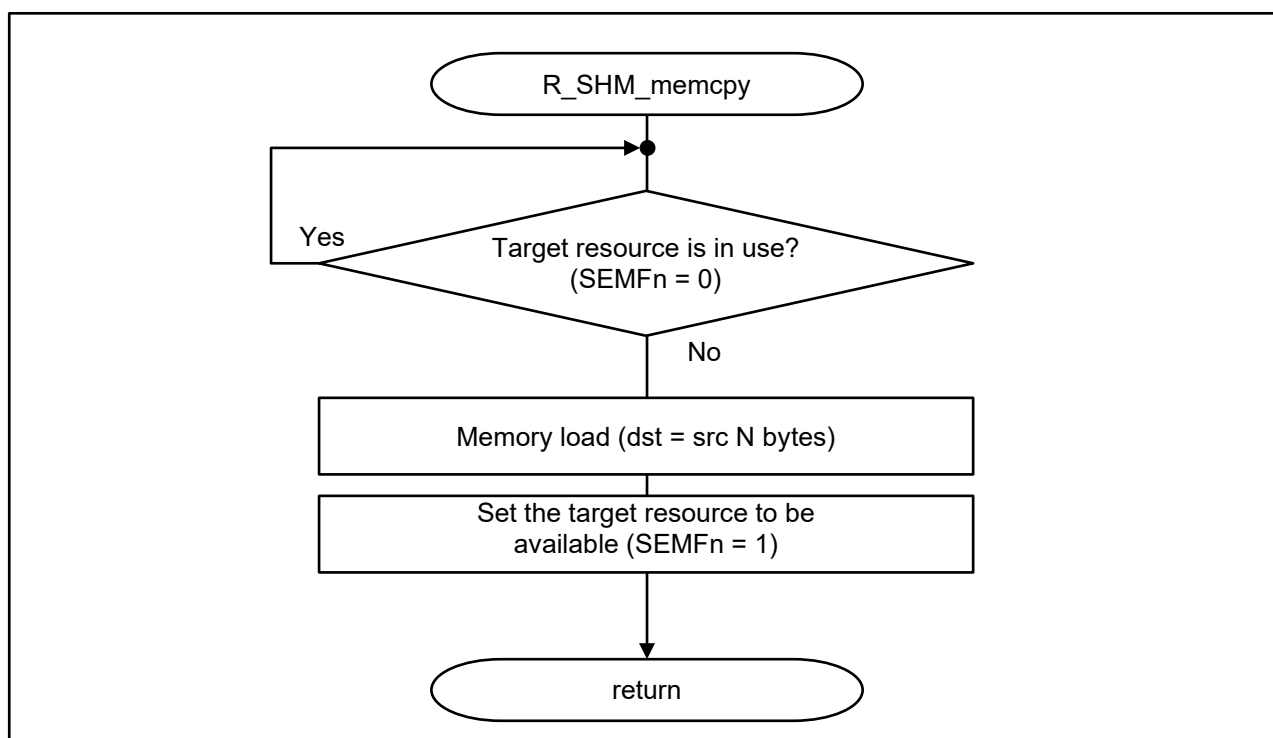 R_SHM_memcpy
Yes
Target resource is in use?
(SEMFn = 0)
No
Memory load (dst = src N bytes)
Set the target resource to be
available (SEMFn = 1)
return